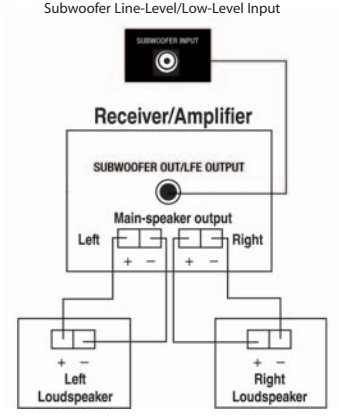 Subwoofer Line-Level/Low-Level Input
SUBWOOFER INPUT
Receiver/Amplifier
SUBWOOFER OUT/LFE OUTPUT
Main-speaker output
Left Right
+ − + −
+ −
Left
Loudspeaker
+ −
Right
Loudspeaker